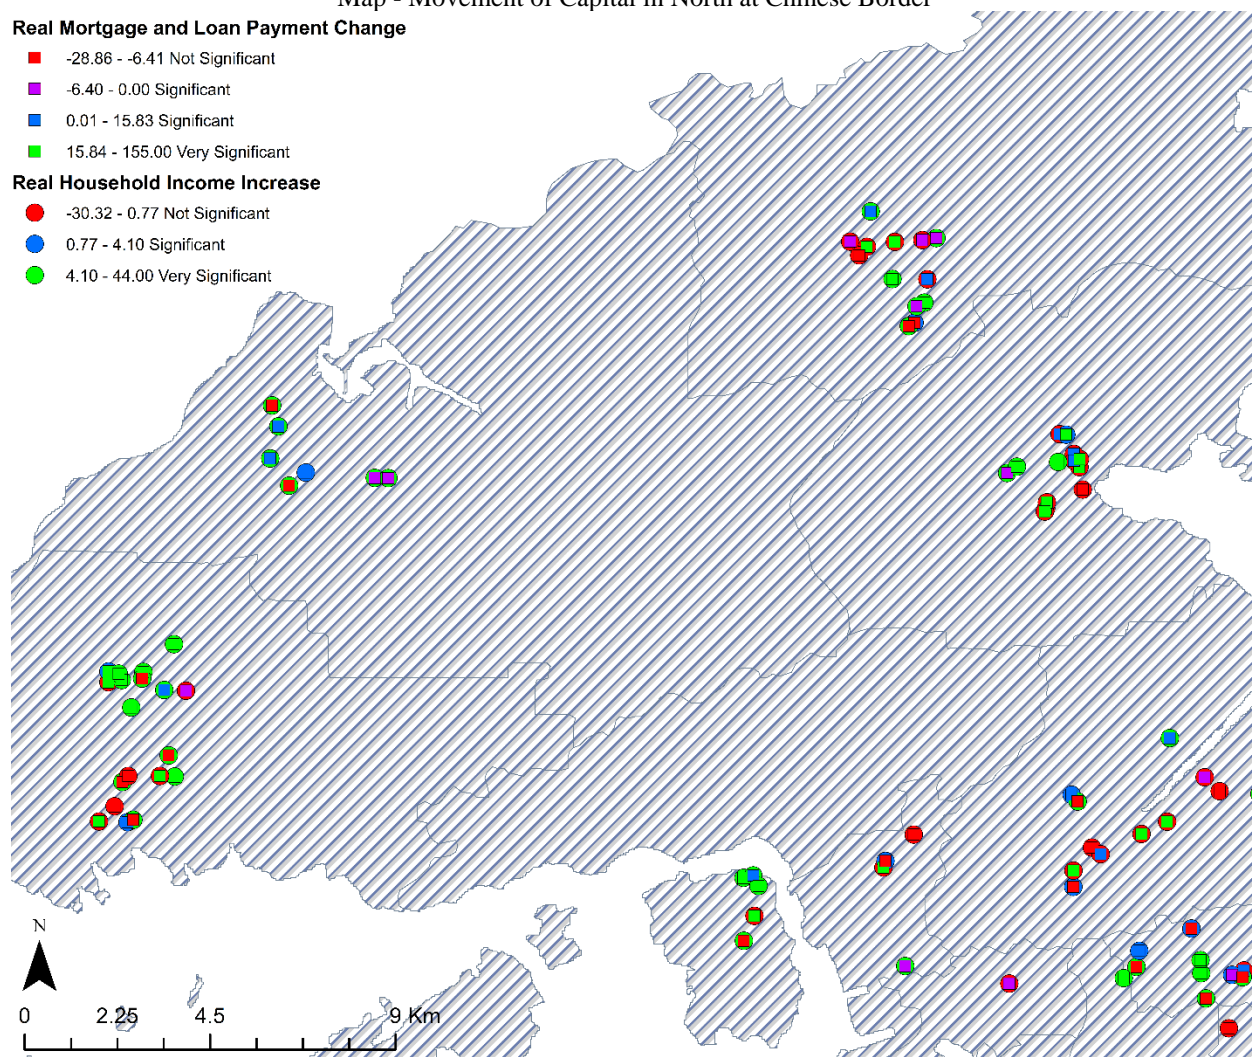 Map - Movement of Capital in North at Chinese Border
Real Mortgage and Loan Payment Change
-28.86 - -6.41 Not Significant
-6.40 - 0.00 Significant
0.01 - 15.83 Significant
15.84 - 155.00 Very Significant
Real Household Income Increase
-30.32 - 0.77 Not Significant
0.77 - 4.10 Significant
4.10 - 44.00 Very Significant
N
0 2.25 4.5 9 Km